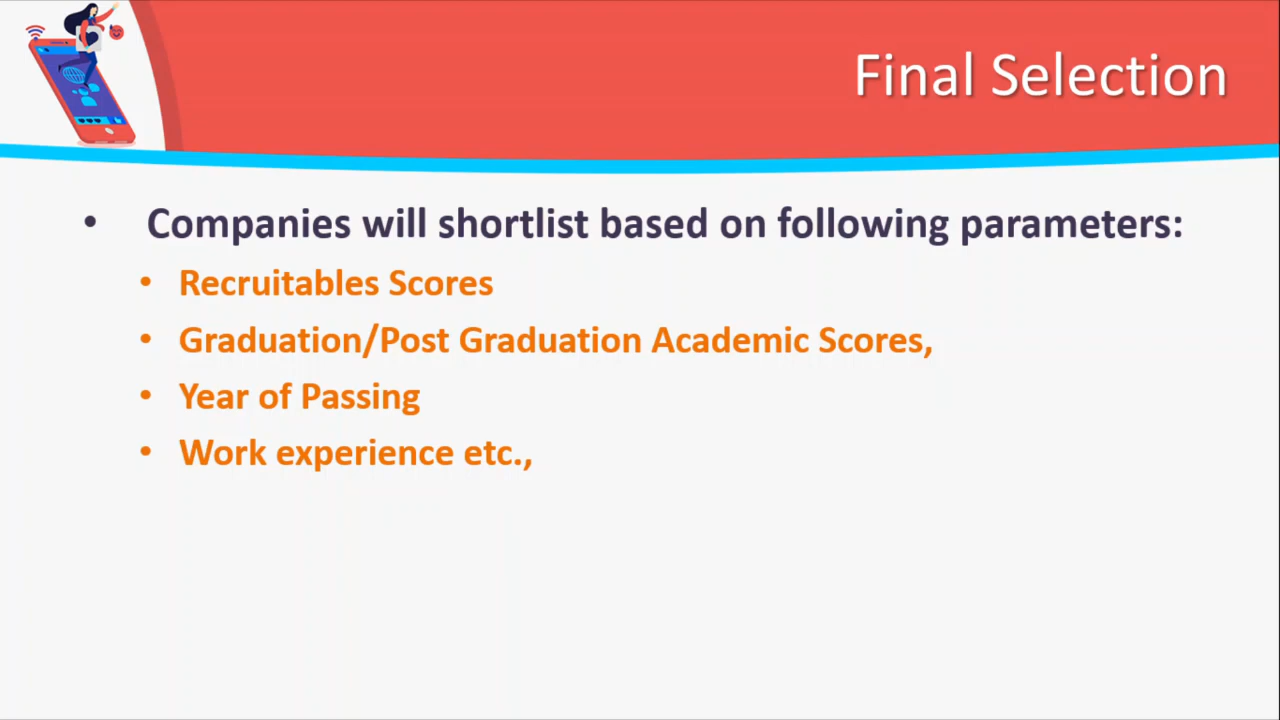 Final Selection
• Companies will shortlist based on following parameters:
• Recruitables Scores
• Graduation/Post Graduation Academic Scores,
• Year of Passing
• Work experience etc.,